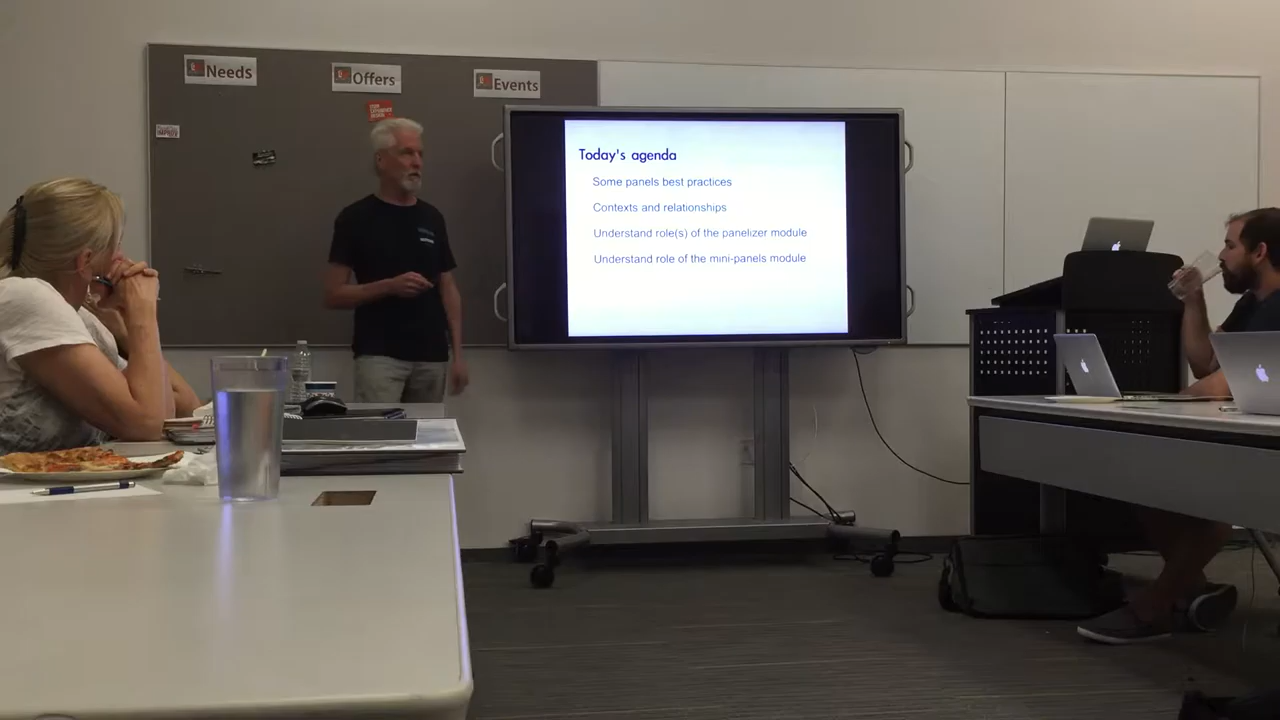 Needs
Offers
Events
Today's agenda
Some panels best practices
Contexts and relationships
Understand role(s) of the panelizer module
Understand role of the mini-panels module